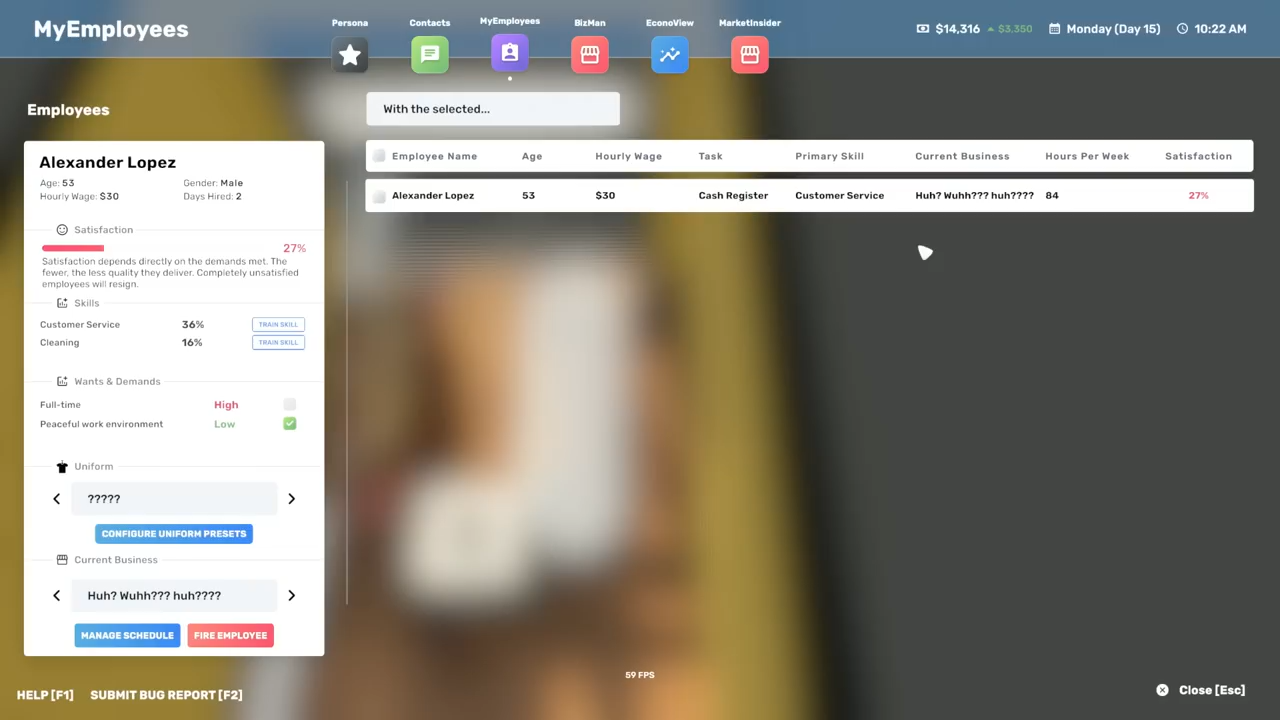 MyEmployees
Persona
Contacts
MyEmployees
BizMan
EconoView
MarketInsider
$14,316 $3,350 Monday (Day 15) 10:22 AM
Employees
With the selected...
Alexander Lopez
Age: 53 Gender: Male
Hourly Wage: $30 Days Hired: 2
Satisfaction
27%
Satisfaction depends directly on the demands met. The
fewer, the less quality they deliver. Completely unsatisfied
employees will resign.
Skills
Customer Service 36% TRAIN SKILL
Cleaning 16% TRAIN SKILL
Wants & Demands
Full-time High
Peaceful work environment Low
Uniform
?????
CONFIGURE UNIFORM PRESETS
Current Business
Huh? Wuhh??? huh????
MANAGE SCHEDULE FIRE EMPLOYEE
Employee Name Age Hourly Wage Task Primary Skill Current Business Hours Per Week Satisfaction
Alexander Lopez 53 $30 Cash Register Customer Service Huh? Wuhh??? huh???? 84 27%
59 FPS
HELP [F1] SUBMIT BUG REPORT [F2]
Close [Esc]